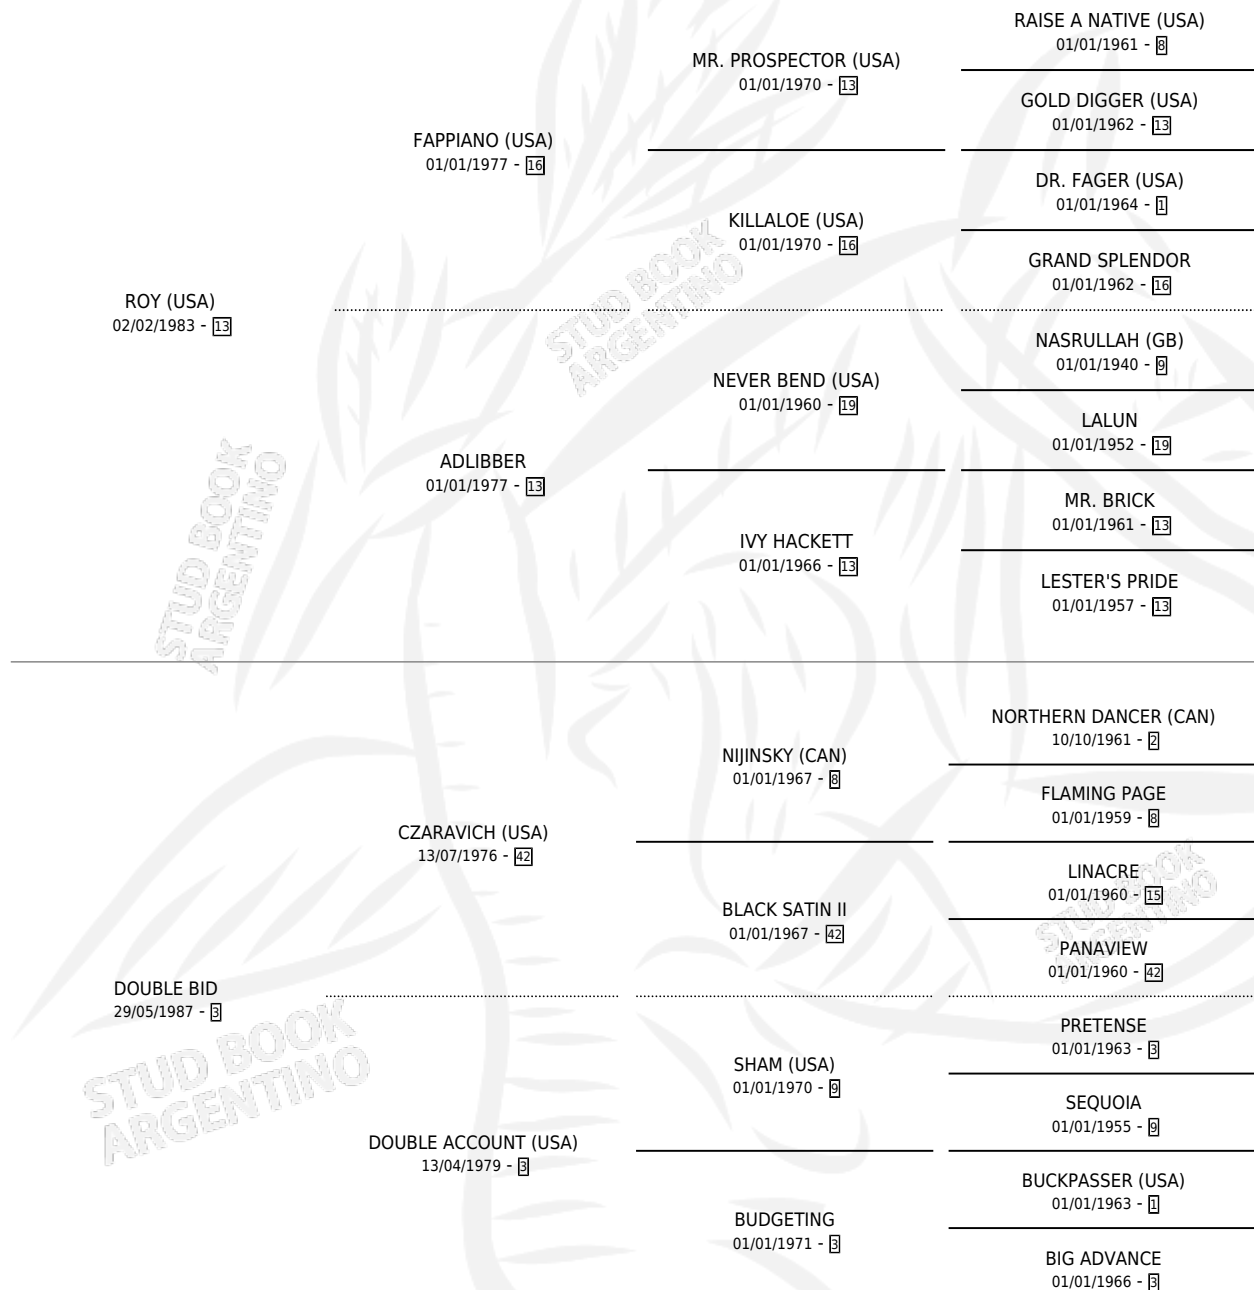 RAISE A NATIVE (USA)
01/01/1961 - 8
MR. PROSPECTOR (USA)
01/01/1970 - 13
GOLD DIGGER (USA)
01/01/1962 - 13
FAPPIANO (USA)
01/01/1977 - 16
DR. FAGER (USA)
01/01/1964 - 1
KILLALOE (USA)
01/01/1970 - 16
GRAND SPLENDOR
01/01/1962 - 16
ROY (USA)
02/02/1983 - 13
NASRULLAH (GB)
01/01/1940 - 9
NEVER BEND (USA)
01/01/1960 - 19
LALUN
01/01/1952 - 19
ADLIBBER
01/01/1977 - 13
MR. BRICK
01/01/1961 - 13
IVY HACKETT
01/01/1966 - 13
LESTER'S PRIDE
01/01/1957 - 13
NORTHERN DANCER (CAN)
10/10/1961 - 2
NIJINSKY (CAN)
01/01/1967 - 8
FLAMING PAGE
01/01/1959 - 8
CZARAVICH (USA)
13/07/1976 - 42
LINACRE
01/01/1960 - 15
BLACK SATIN II
01/01/1967 - 42
PANAVIEW
01/01/1960 - 42
DOUBLE BID
29/05/1987 - 3
PRETENSE
01/01/1963 - 3
SHAM (USA)
01/01/1970 - 9
SEQUOIA
01/01/1955 - 9
DOUBLE ACCOUNT (USA)
13/04/1979 - 3
BUCKPASSER (USA)
01/01/1963 - 1
BUDGETING
01/01/1971 - 3
BIG ADVANCE
01/01/1966 - 3
STUD BOOK
ARGENTINO
STUD BOOK
ARGENTINO
STUD BOOK
ARGENTINO
STUD BOOK
ARGENTINO